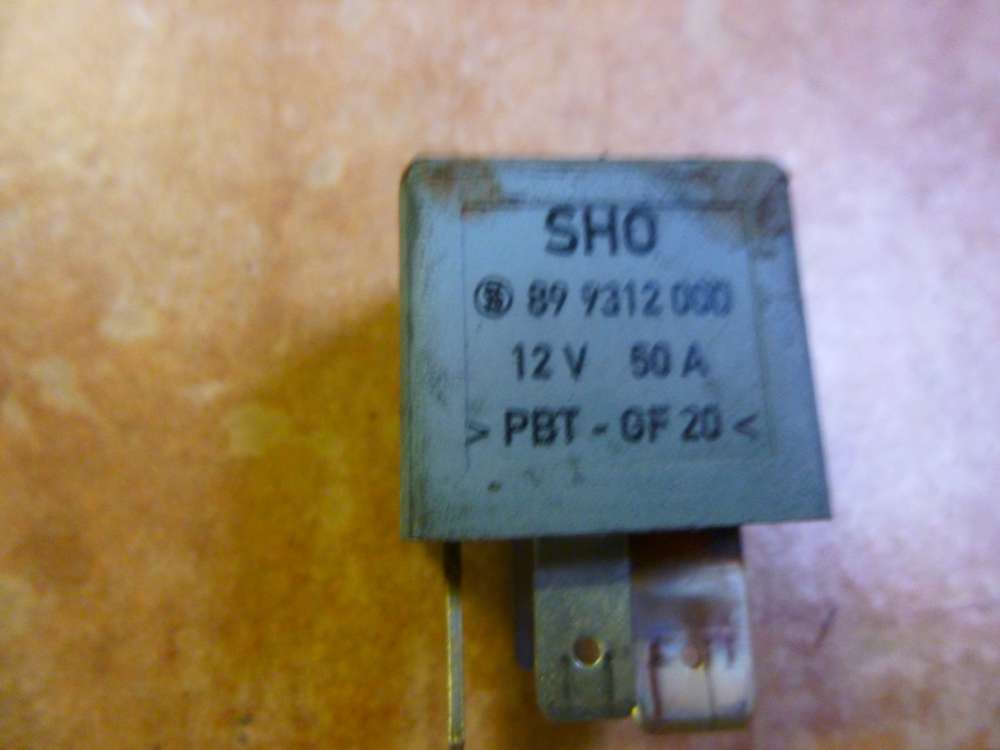 SHO
89 9312 000
12 V 50 A
> PBT - GF 20 <